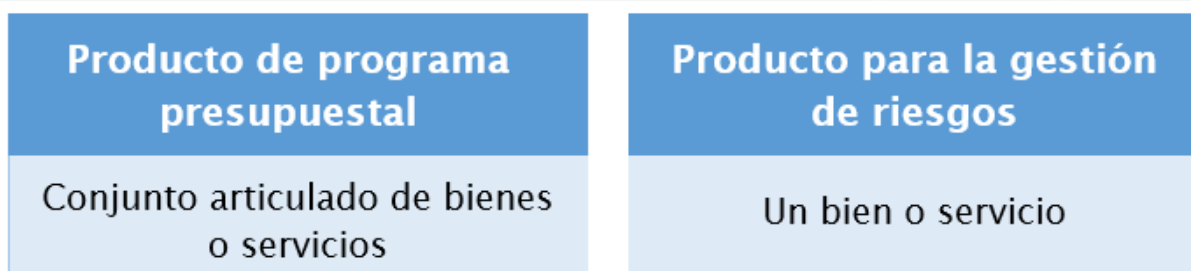 Producto de programa
presupuestal
Conjunto articulado de bienes
o servicios
Producto para la gestión
de riesgos
Un bien o servicio